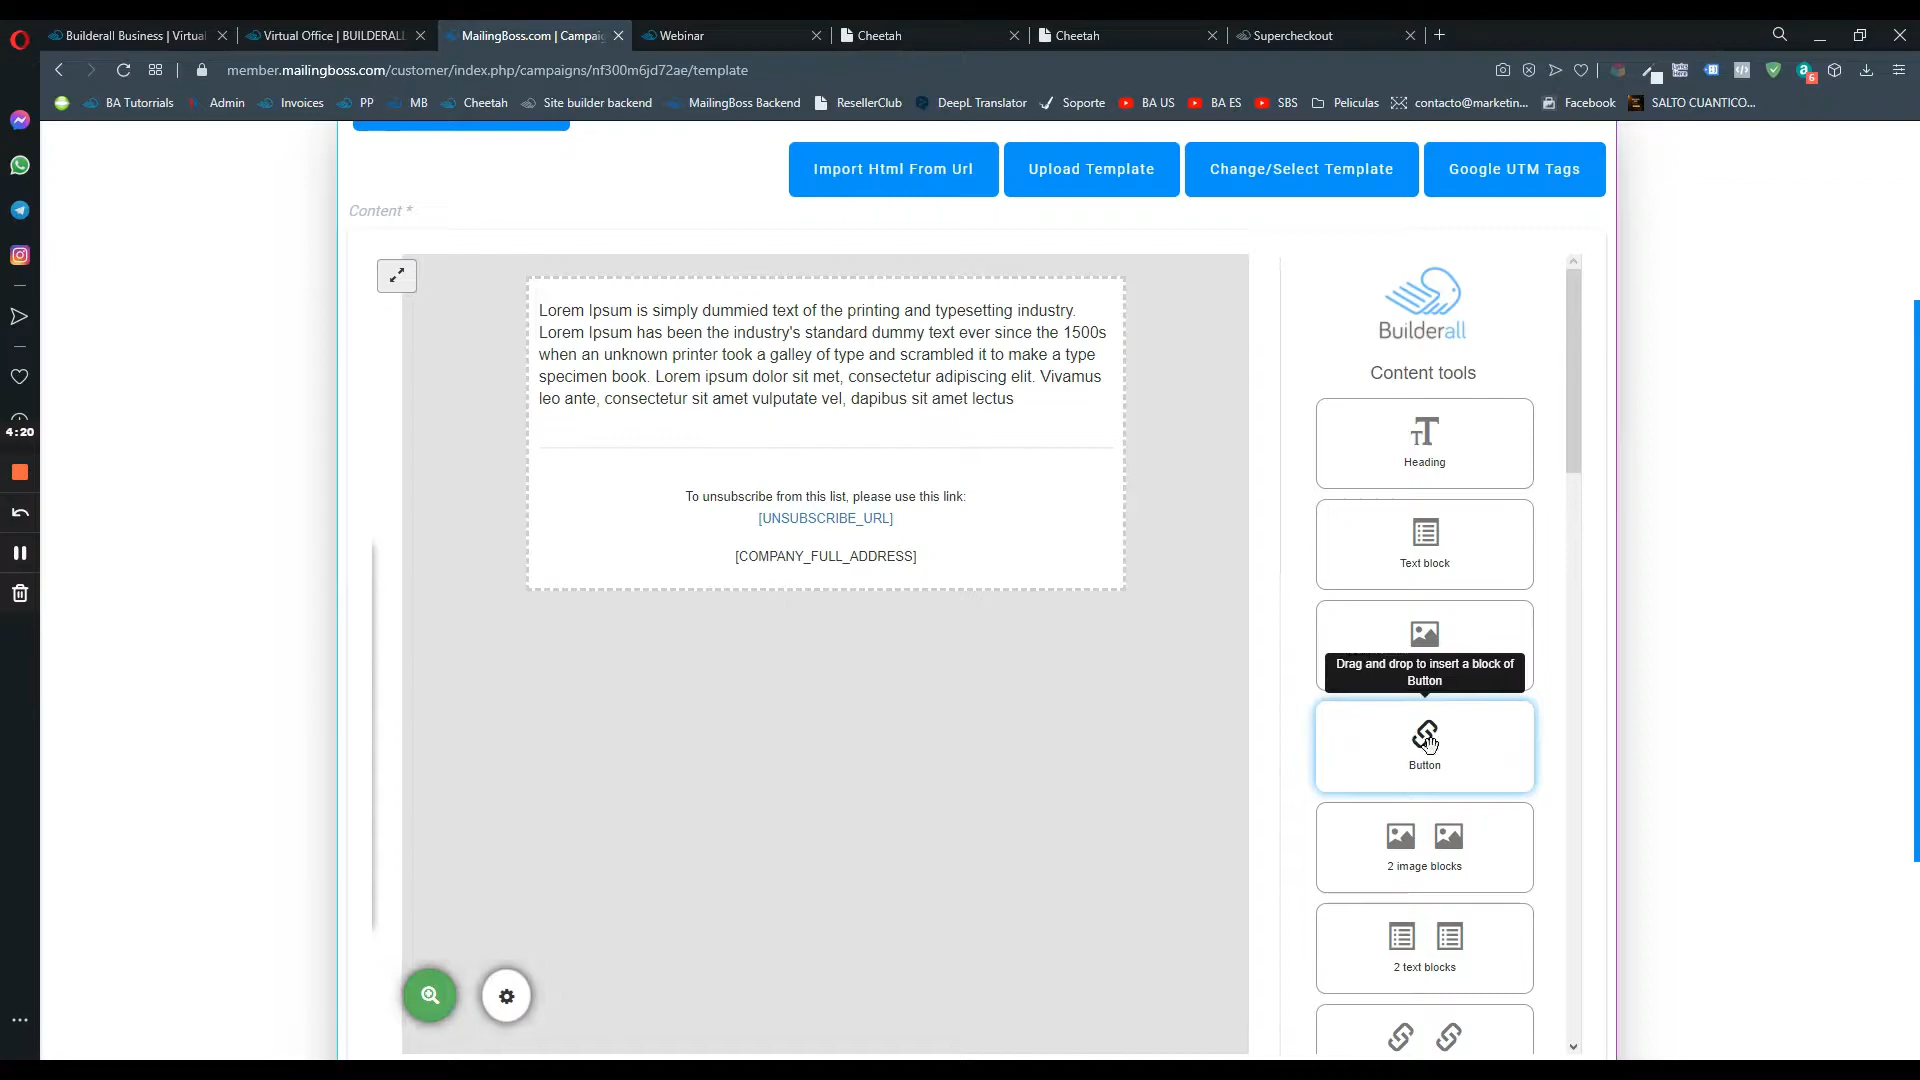 Builderall Business | Virtual
Virtual Office | BUILDERALL
MailingBoss.com | Campaig
Webinar
Cheetah
Cheetah
Supercheckout
member.mailingboss.com/customer/index.php/campaigns/nf300m6jd72ae/template
6
BA Tutorrials
Admin
Invoices
PP
MB
Cheetah
Site builder backend
MailingBoss Backend
ResellerClub
DeepL Translator
Soporte
BA US
BA ES
SBS
Peliculas
contacto@marketin...
Facebook
SALTO CUANTICO...
Import Html From Url
Upload Template
Change/Select Template
Google UTM Tags
Content *
Lorem Ipsum is simply dummied text of the printing and typesetting industry.
Lorem Ipsum has been the industry's standard dummy text ever since the 1500s
when an unknown printer took a galley of type and scrambled it to make a type
specimen book. Lorem ipsum dolor sit met, consectetur adipiscing elit. Vivamus
leo ante, consectetur sit amet vulputate vel, dapibus sit amet lectus
To unsubscribe from this list, please use this link:
[UNSUBSCRIBE_URL]
[COMPANY_FULL_ADDRESS]
Builderall
Content tools
Heading
Text block
Drag and drop to insert a block of
Button
Button
2 image blocks
2 text blocks
4:20